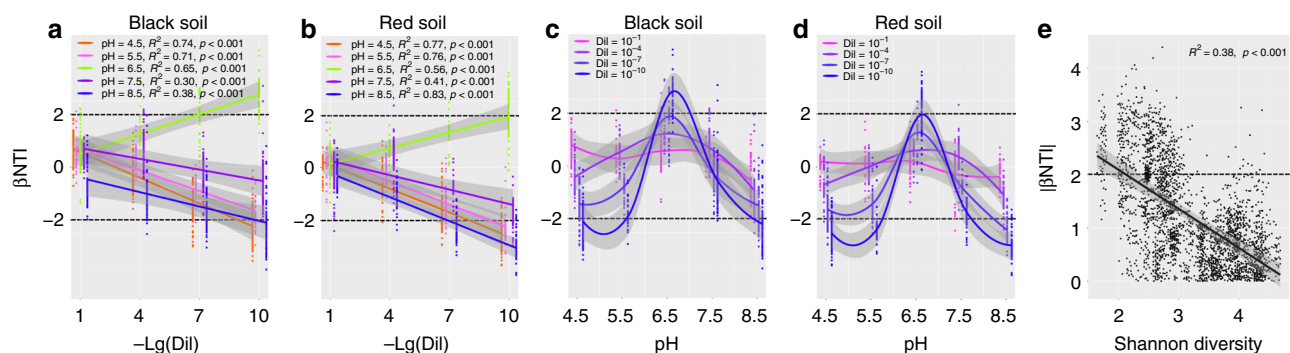 a Black soil
pH = 4.5, R² = 0.74, p < 0.001
pH = 5.5, R² = 0.71, p < 0.001
pH = 6.5, R² = 0.65, p < 0.001
pH = 7.5, R² = 0.30, p < 0.001
pH = 8.5, R² = 0.38, p < 0.001
βNTI
2
0
−2
1 4 7 10
−Lg(Dil)
b Red soil
pH = 4.5, R² = 0.77, p < 0.001
pH = 5.5, R² = 0.76, p < 0.001
pH = 6.5, R² = 0.56, p < 0.001
pH = 7.5, R² = 0.41, p < 0.001
pH = 8.5, R² = 0.83, p < 0.001
2
0
−2
1 4 7 10
−Lg(Dil)
c Black soil
Dil = 10⁻¹
Dil = 10⁻⁴
Dil = 10⁻⁷
Dil = 10⁻¹⁰
2
0
−2
4.5 5.5 6.5 7.5 8.5
pH
d Red soil
Dil = 10⁻¹
Dil = 10⁻⁴
Dil = 10⁻⁷
Dil = 10⁻¹⁰
2
0
−2
4.5 5.5 6.5 7.5 8.5
pH
e
R² = 0.38, p < 0.001
|βNTI|
4
3
2
1
0
2 3 4
Shannon diversity